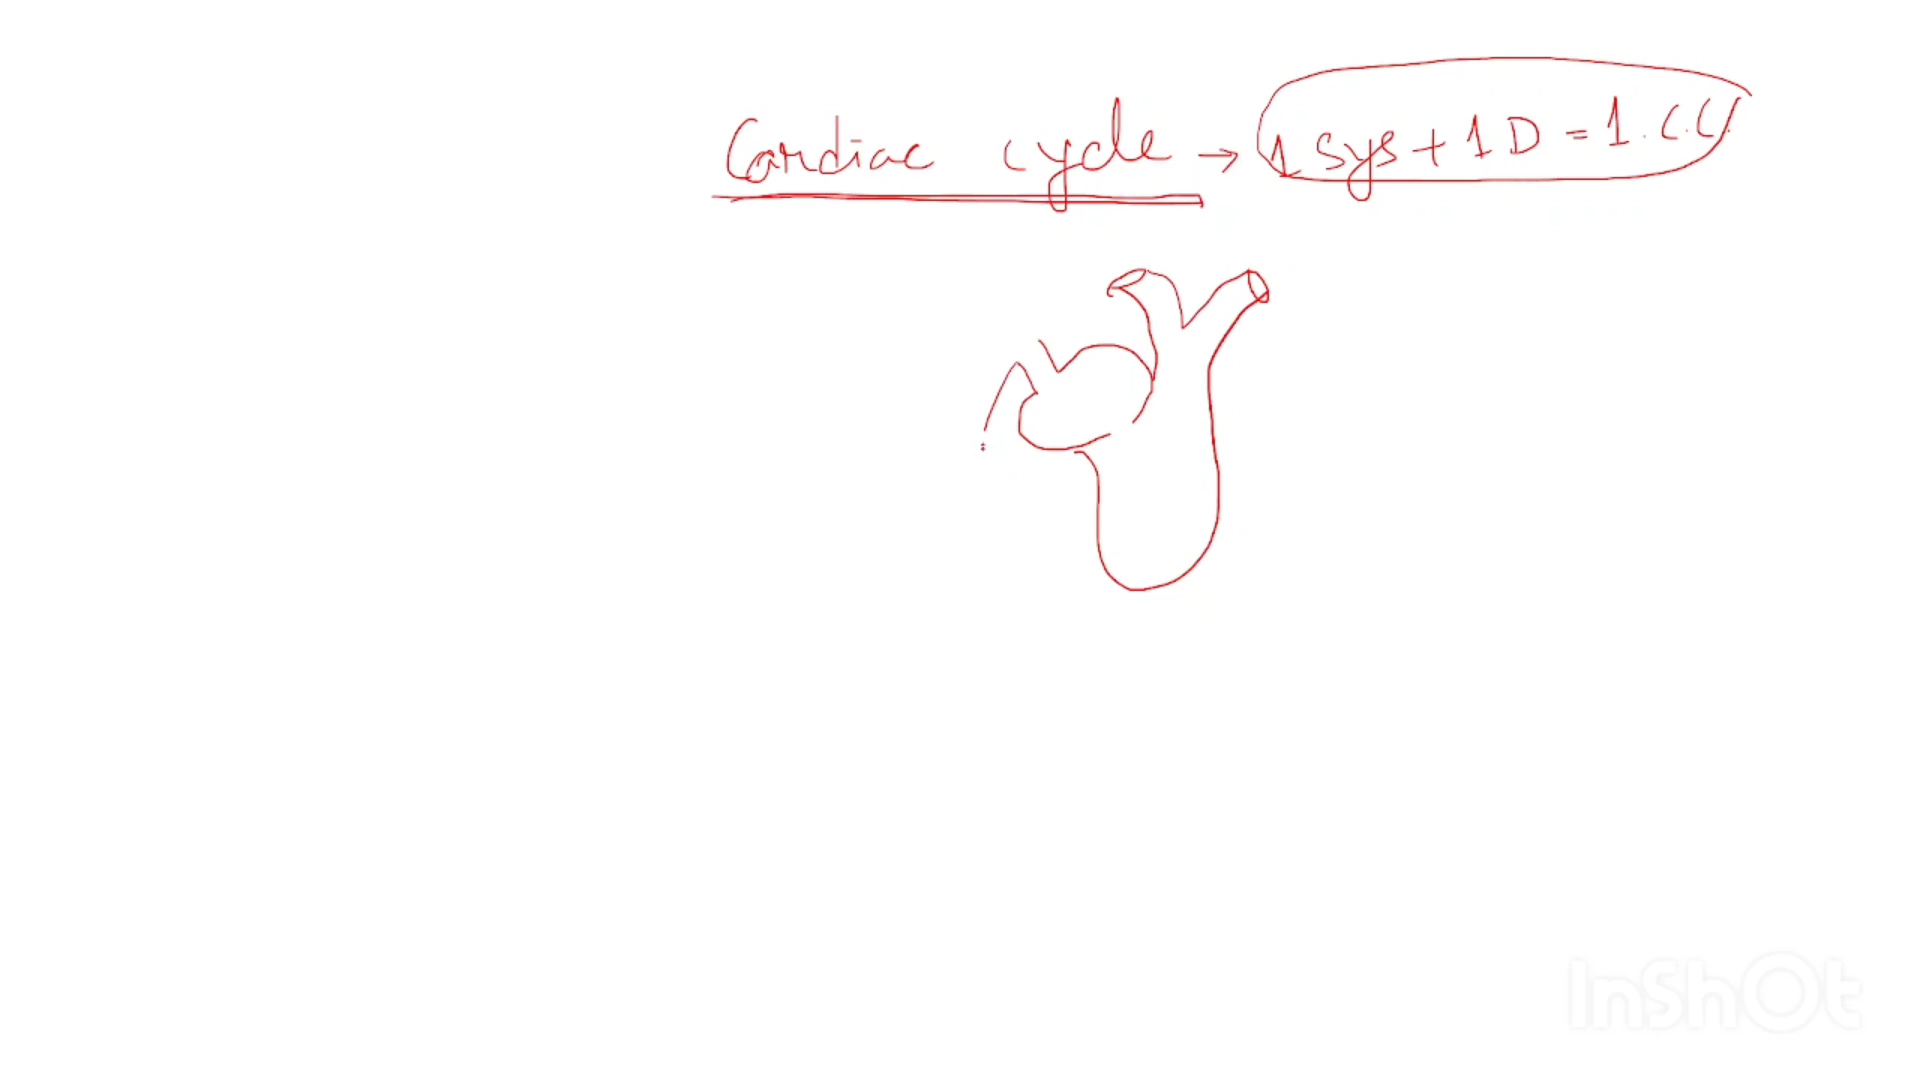 Cardiac cycle → 1 Sys + 1 D = 1. C.C.
InShOt